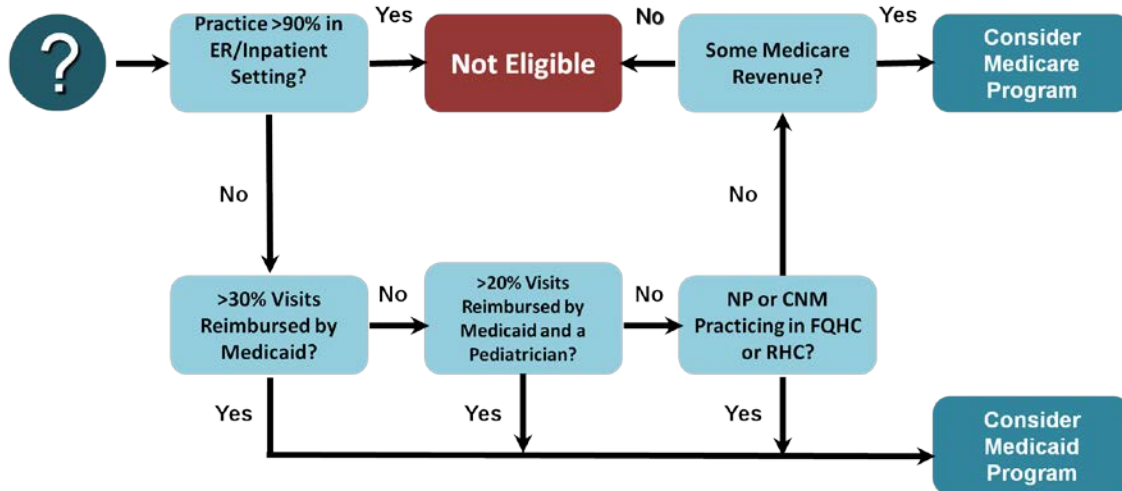 ?
Practice >90% in
ER/Inpatient
Setting?
Yes
Not Eligible
No
Some Medicare
Revenue?
Yes
Consider
Medicare
Program
No
No
>30% Visits
Reimbursed by
Medicaid?
No
>20% Visits
Reimbursed by
Medicaid and a
Pediatrician?
No
NP or CNM
Practicing in FQHC
or RHC?
Yes
Yes
Yes
Consider
Medicaid
Program